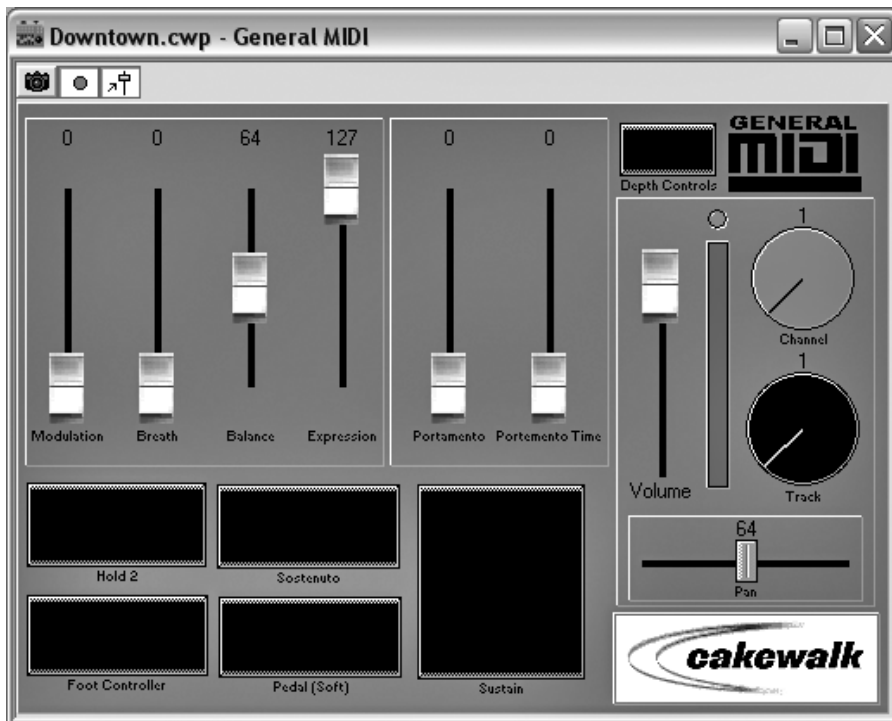 Downtown.cwp - General MIDI
0 0 64 127 0 0
GENERAL
MIDI
Depth Controls
1
Channel
1
Modulation Breath Balance Expression Portamento Portemento Time
Volume
Track
64
Pan
Hold 2 Sostenuto
Foot Controller Pedal (Soft) Sustain
cakewalk